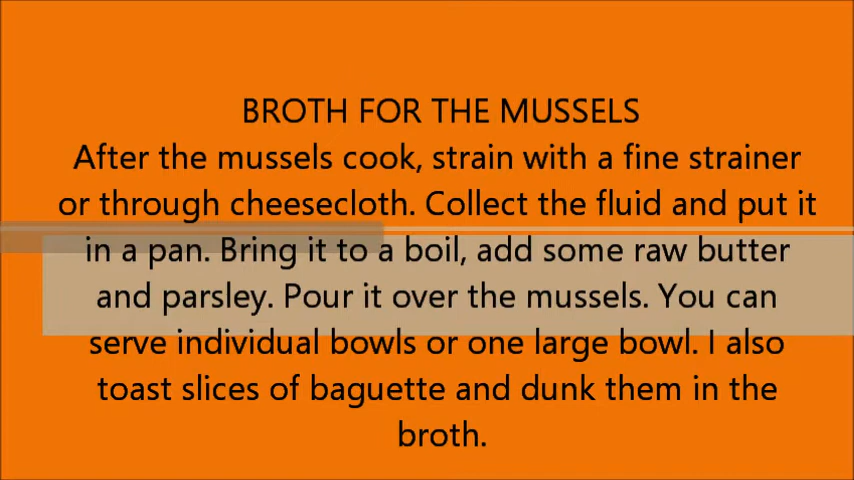 BROTH FOR THE MUSSELS
After the mussels cook, strain with a fine strainer
or through cheesecloth. Collect the fluid and put it
in a pan. Bring it to a boil, add some raw butter
and parsley. Pour it over the mussels. You can
serve individual bowls or one large bowl. I also
toast slices of baguette and dunk them in the
broth.